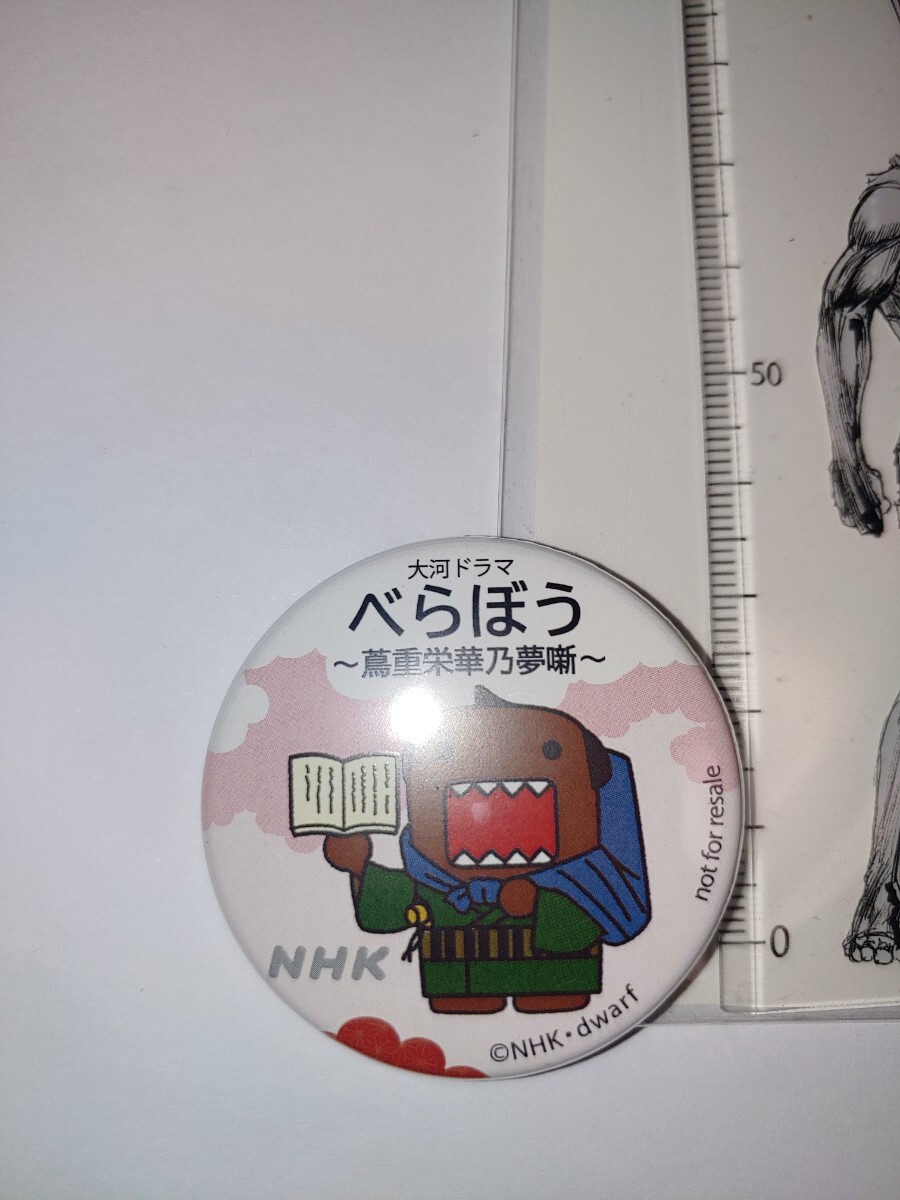 大河ドラマ
べらぼう
～蔦重栄華乃夢噺～
not for resale
NHK
©NHK・dwarf
50
0